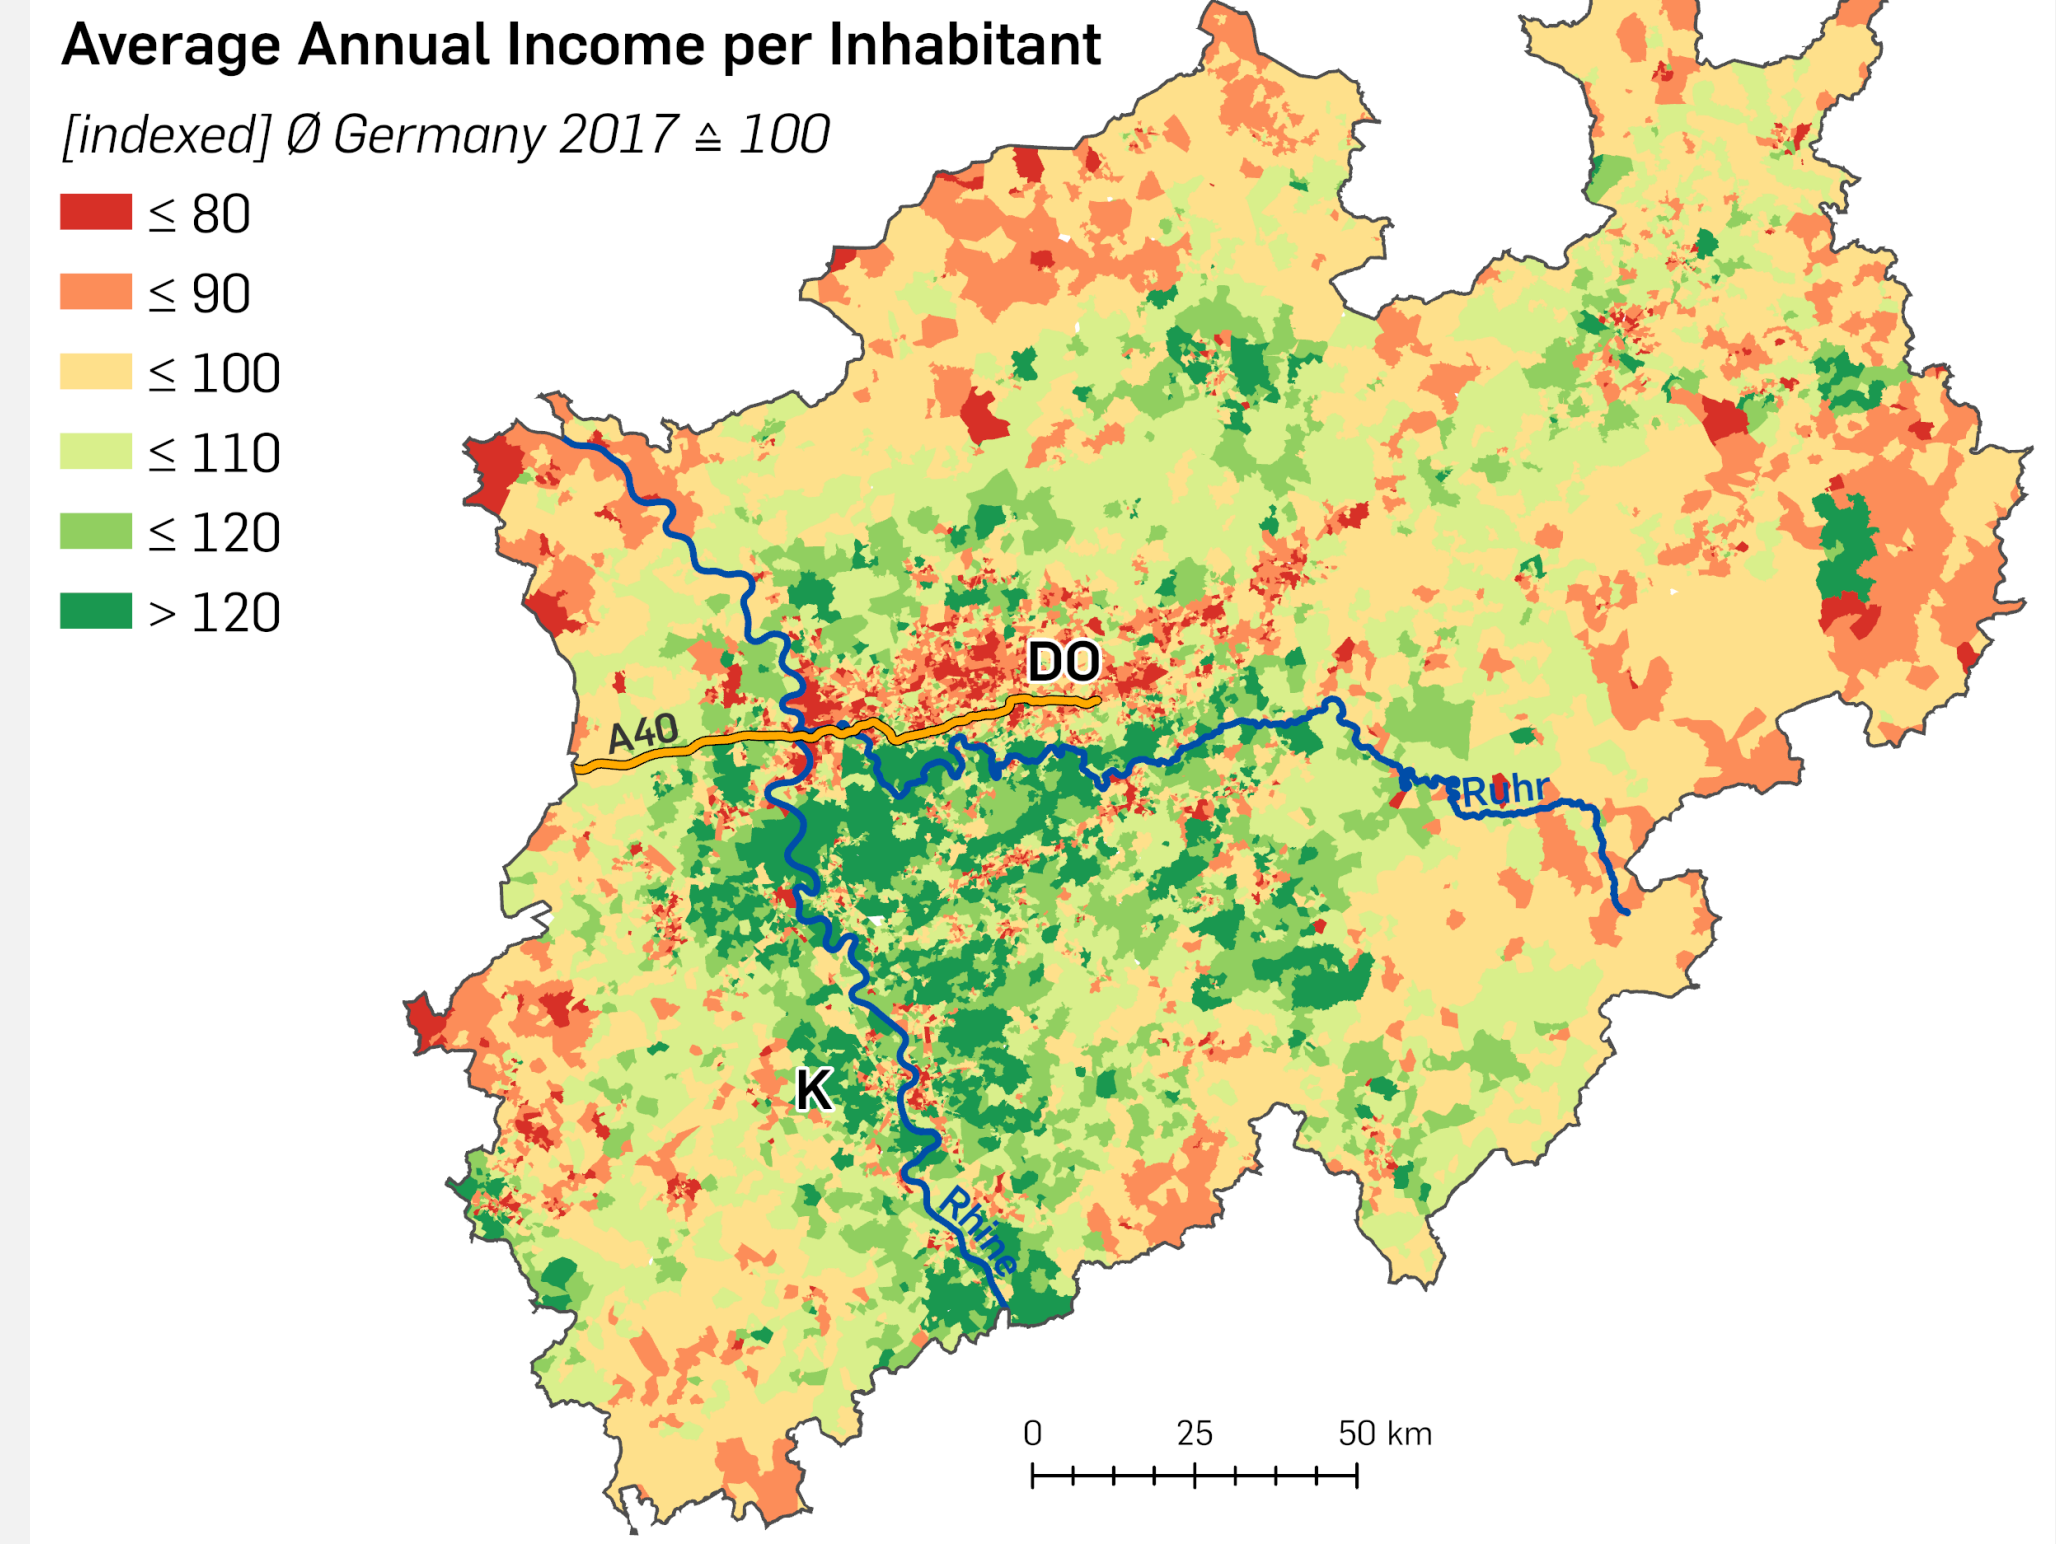 Average Annual Income per Inhabitant
[indexed] Ø Germany 2017 ≙ 100
≤ 80
≤ 90
≤ 100
≤ 110
≤ 120
> 120
DO
A40
Ruhr
K
Rhine
0 25 50 km